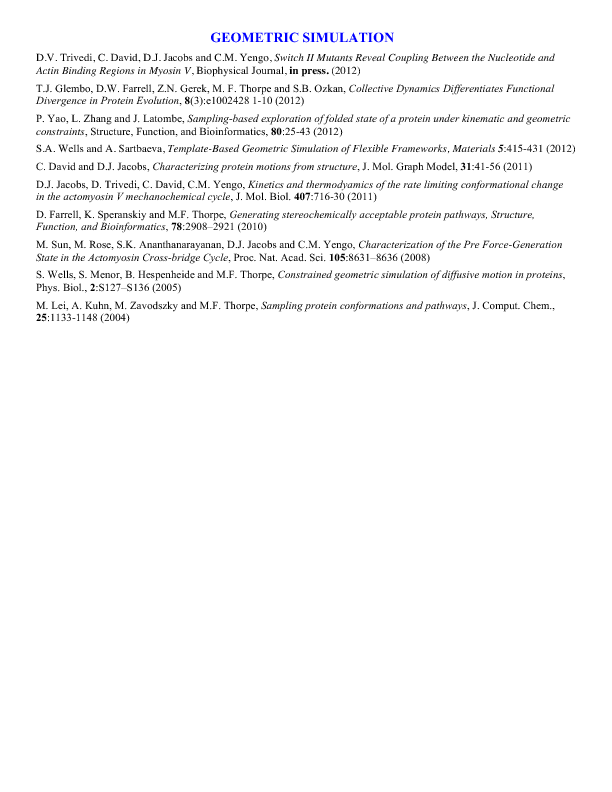 GEOMETRIC SIMULATION
D.V. Trivedi, C. David, D.J. Jacobs and C.M. Yengo, Switch II Mutants Reveal Coupling Between the Nucleotide and
Actin Binding Regions in Myosin V, Biophysical Journal, in press. (2012)
T.J. Glembo, D.W. Farrell, Z.N. Gerek, M. F. Thorpe and S.B. Ozkan, Collective Dynamics Differentiates Functional
Divergence in Protein Evolution, 8(3):e1002428 1-10 (2012)
P. Yao, L. Zhang and J. Latombe, Sampling-based exploration of folded state of a protein under kinematic and geometric
constraints, Structure, Function, and Bioinformatics, 80:25-43 (2012)
S.A. Wells and A. Sartbaeva, Template-Based Geometric Simulation of Flexible Frameworks, Materials 5:415-431 (2012)
C. David and D.J. Jacobs, Characterizing protein motions from structure, J. Mol. Graph Model, 31:41-56 (2011)
D.J. Jacobs, D. Trivedi, C. David, C.M. Yengo, Kinetics and thermodyamics of the rate limiting conformational change
in the actomyosin V mechanochemical cycle, J. Mol. Biol. 407:716-30 (2011)
D. Farrell, K. Speranskiy and M.F. Thorpe, Generating stereochemically acceptable protein pathways, Structure,
Function, and Bioinformatics, 78:2908–2921 (2010)
M. Sun, M. Rose, S.K. Ananthanarayanan, D.J. Jacobs and C.M. Yengo, Characterization of the Pre Force-Generation
State in the Actomyosin Cross-bridge Cycle, Proc. Nat. Acad. Sci. 105:8631–8636 (2008)
S. Wells, S. Menor, B. Hespenheide and M.F. Thorpe, Constrained geometric simulation of diffusive motion in proteins,
Phys. Biol., 2:S127–S136 (2005)
M. Lei, A. Kuhn, M. Zavodszky and M.F. Thorpe, Sampling protein conformations and pathways, J. Comput. Chem.,
25:1133-1148 (2004)